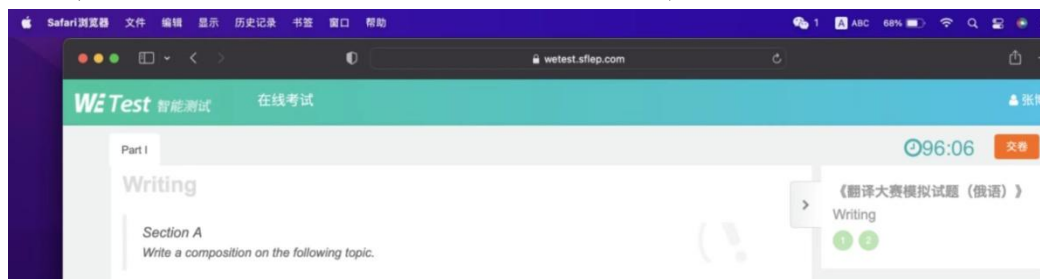 Safari浏览器 文件 编辑 显示 历史记录 书签 窗口 帮助 1 A ABC 68%
wetest.sflep.com
WE Test 智能测试 在线考试 张
Part I 96:06 交卷
Writing
《翻译大赛模拟试题（俄语）》
Writing
Section A
1 2
Write a composition on the following topic.